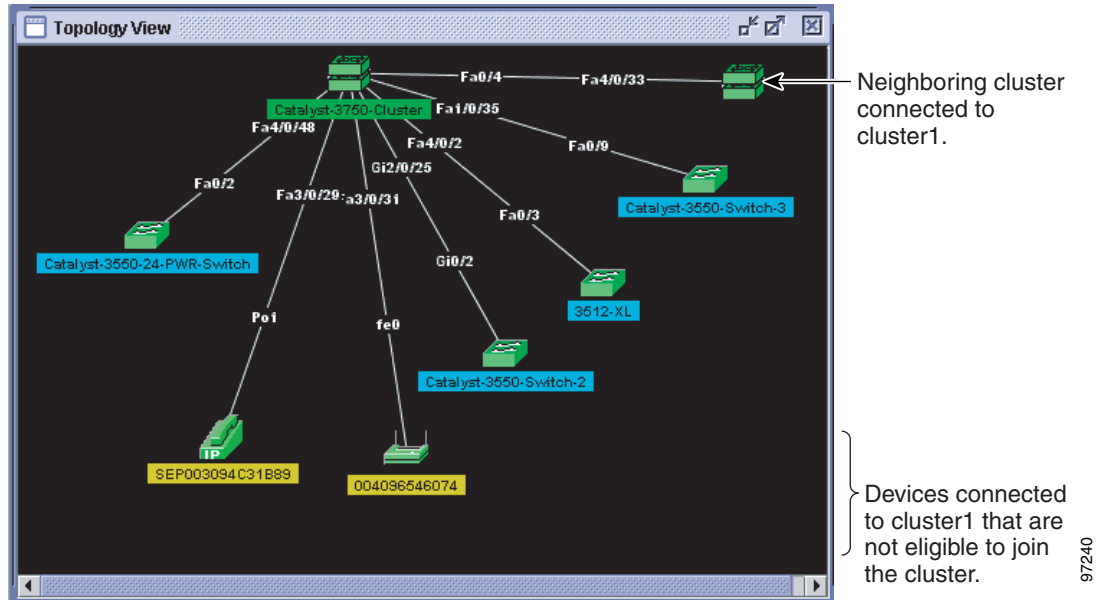 Topology View
Fa0/4
Fa4/0/33
Neighboring cluster
connected to
cluster1.
Catalyst-3750-Cluster
Fa1/0/35
Fa4/0/48
Fa4/0/2
Fa0/9
Gi2/0/25
Fa0/2
Fa3/0/29
a3/0/31
Fa0/3
Catalyst-3550-Switch-3
Catalyst-3550-24-PWR-Switch
Gi0/2
3512-XL
Po1
fe0
Catalyst-3550-Switch-2
IP
SEP003094C31B89
004096546074
Devices connected
to cluster1 that are
not eligible to join
the cluster.
97240